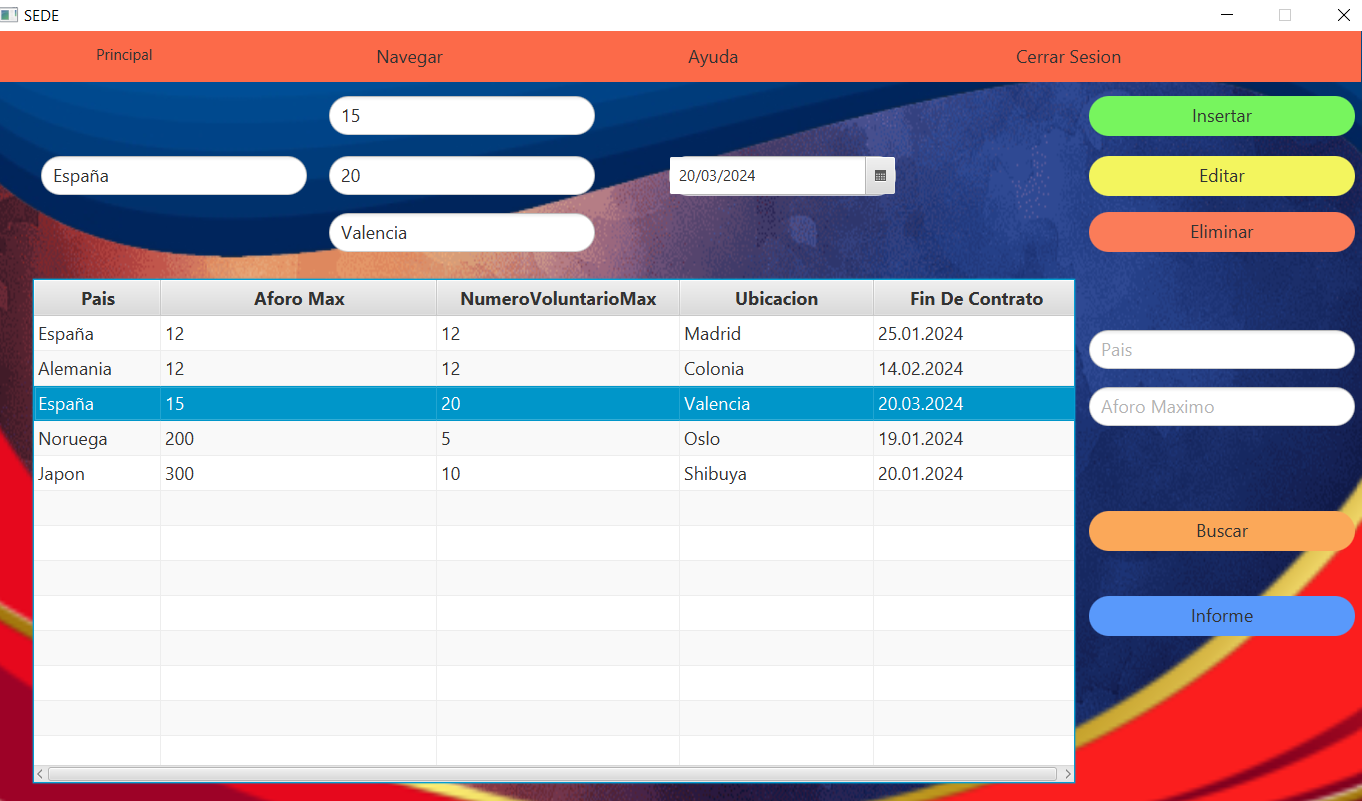 SEDE
Principal Navegar Ayuda Cerrar Sesion
15 Insertar
España 20 20/03/2024 Editar
Valencia Eliminar
Pais Aforo Max NumeroVoluntarioMax Ubicacion Fin De Contrato
España 12 12 Madrid 25.01.2024
Alemania 12 12 Colonia 14.02.2024
España 15 20 Valencia 20.03.2024
Noruega 200 5 Oslo 19.01.2024
Japon 300 10 Shibuya 20.01.2024
Pais
Aforo Maximo
Buscar
Informe